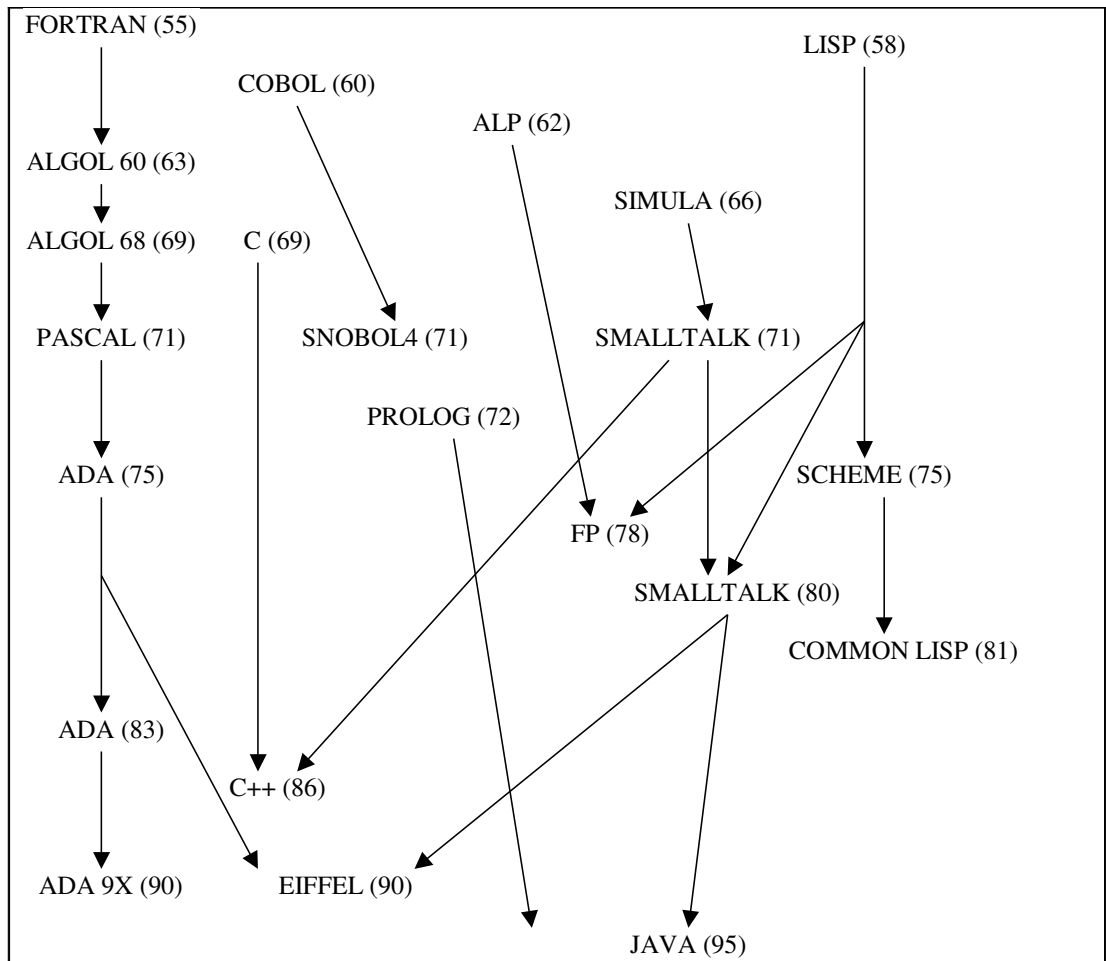 FORTRAN (55)
LISP (58)
COBOL (60)
ALP (62)
ALGOL 60 (63)
SIMULA (66)
ALGOL 68 (69)
C (69)
PASCAL (71)
SNOBOL4 (71)
SMALLTALK (71)
PROLOG (72)
ADA (75)
SCHEME (75)
FP (78)
SMALLTALK (80)
COMMON LISP (81)
ADA (83)
C++ (86)
ADA 9X (90)
EIFFEL (90)
JAVA (95)